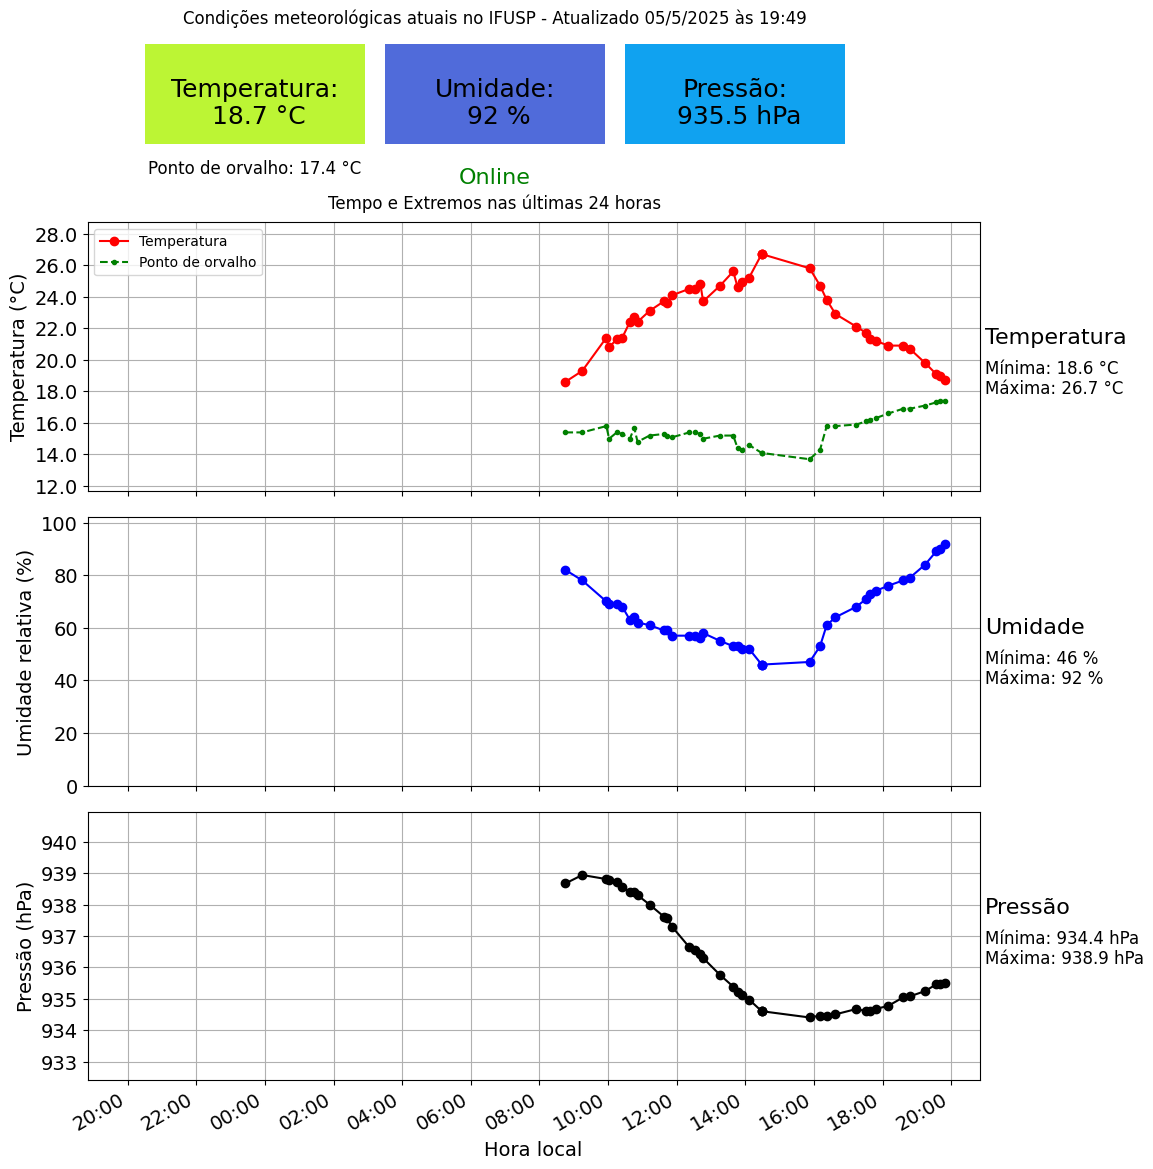 Condições meteorológicas atuais no IFUSP - Atualizado 05/5/2025 às 19:49
Temperatura:
18.7 °C
Umidade:
92 %
Pressão:
935.5 hPa
Ponto de orvalho: 17.4 °C
Online
Tempo e Extremos nas últimas 24 horas
Temperatura (°C)
28.0
26.0
24.0
22.0
20.0
18.0
16.0
14.0
12.0
Temperatura
Ponto de orvalho
Temperatura
Mínima: 18.6 °C
Máxima: 26.7 °C
Umidade relativa (%)
100
80
60
40
20
0
Umidade
Mínima: 46 %
Máxima: 92 %
Pressão (hPa)
940
939
938
937
936
935
934
933
Pressão
Mínima: 934.4 hPa
Máxima: 938.9 hPa
20:00 22:00 00:00 02:00 04:00 06:00 08:00 10:00 12:00 14:00 16:00 18:00 20:00
Hora local